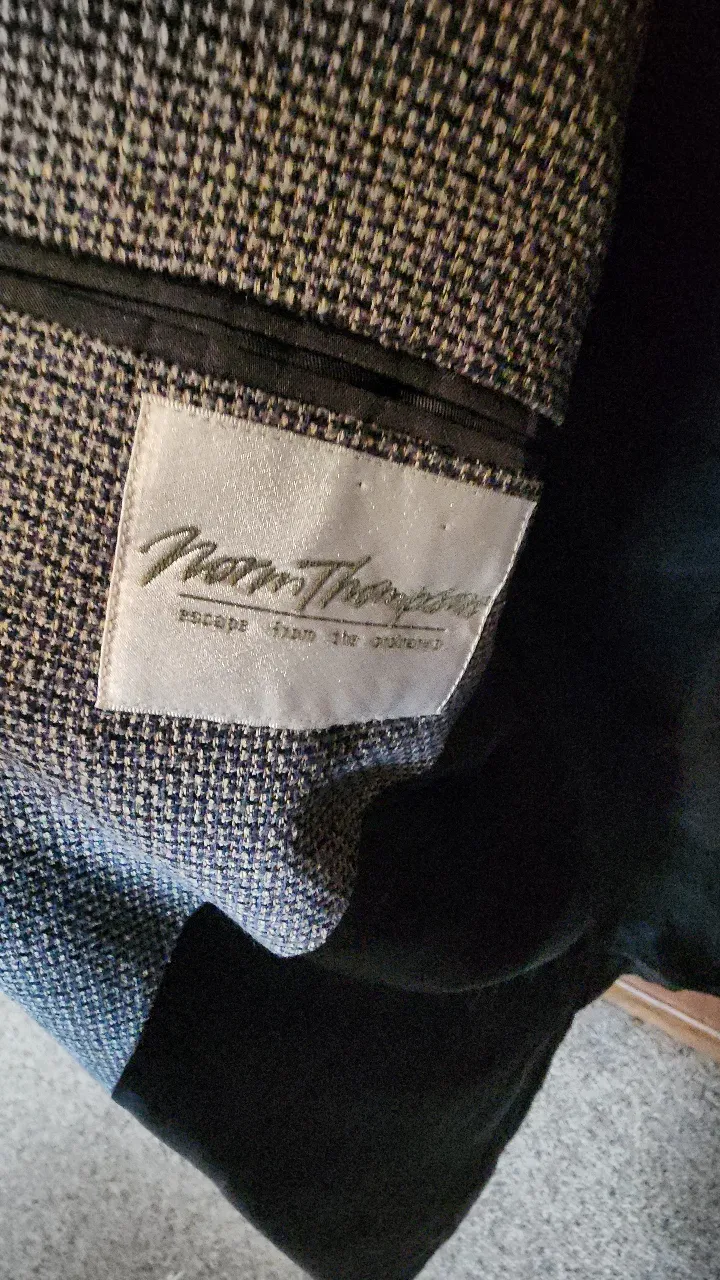 Norm Thompson
escape from the ordinary